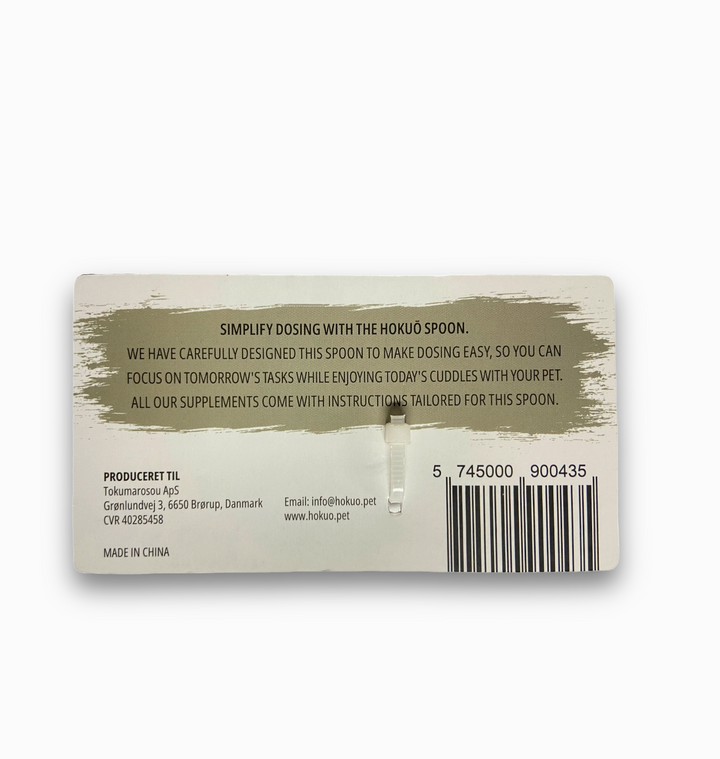 SIMPLIFY DOSING WITH THE HOKUŌ SPOON.
WE HAVE CAREFULLY DESIGNED THIS SPOON TO MAKE DOSING EASY, SO YOU CAN
FOCUS ON TOMORROW'S TASKS WHILE ENJOYING TODAY'S CUDDLES WITH YOUR PET.
ALL OUR SUPPLEMENTS COME WITH INSTRUCTIONS TAILORED FOR THIS SPOON.
PRODUCERET TIL
Tokumarosou ApS
Grønlundvej 3, 6650 Brørup, Danmark
CVR 40285458
MADE IN CHINA
Email: info@hokuo.pet
www.hokuo.pet
5 745000 900435